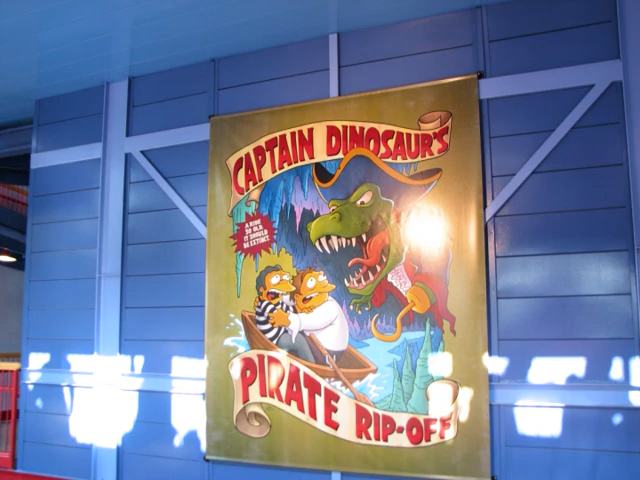 CAPTAIN DINOSAUR'S
A RIDE
SO OLD
IT SHOULD
BE EXTINCT
PIRATE RIP-OFF